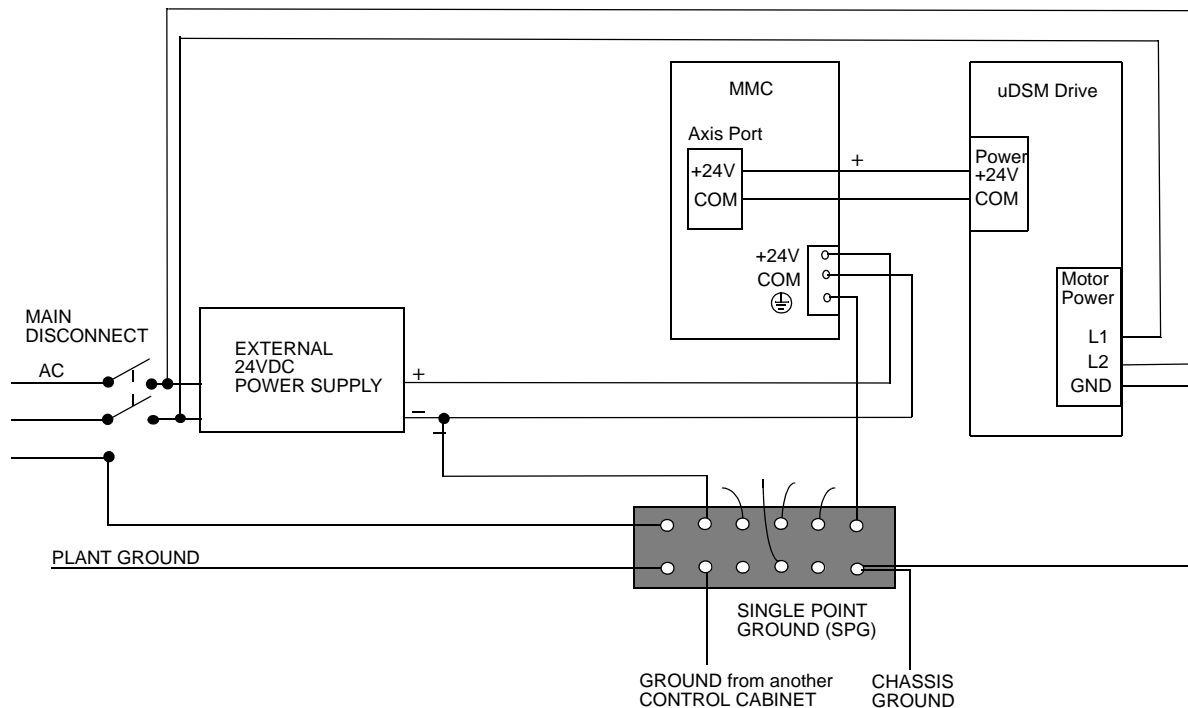 MMC
uDSM Drive
Axis Port
+24V
COM
+
Power
+24V
COM
+24V
COM
Motor
Power
L1
L2
GND
MAIN
DISCONNECT
AC
EXTERNAL
24VDC
POWER SUPPLY
+
–
–
PLANT GROUND
SINGLE POINT
GROUND (SPG)
GROUND from another
CONTROL CABINET
CHASSIS
GROUND